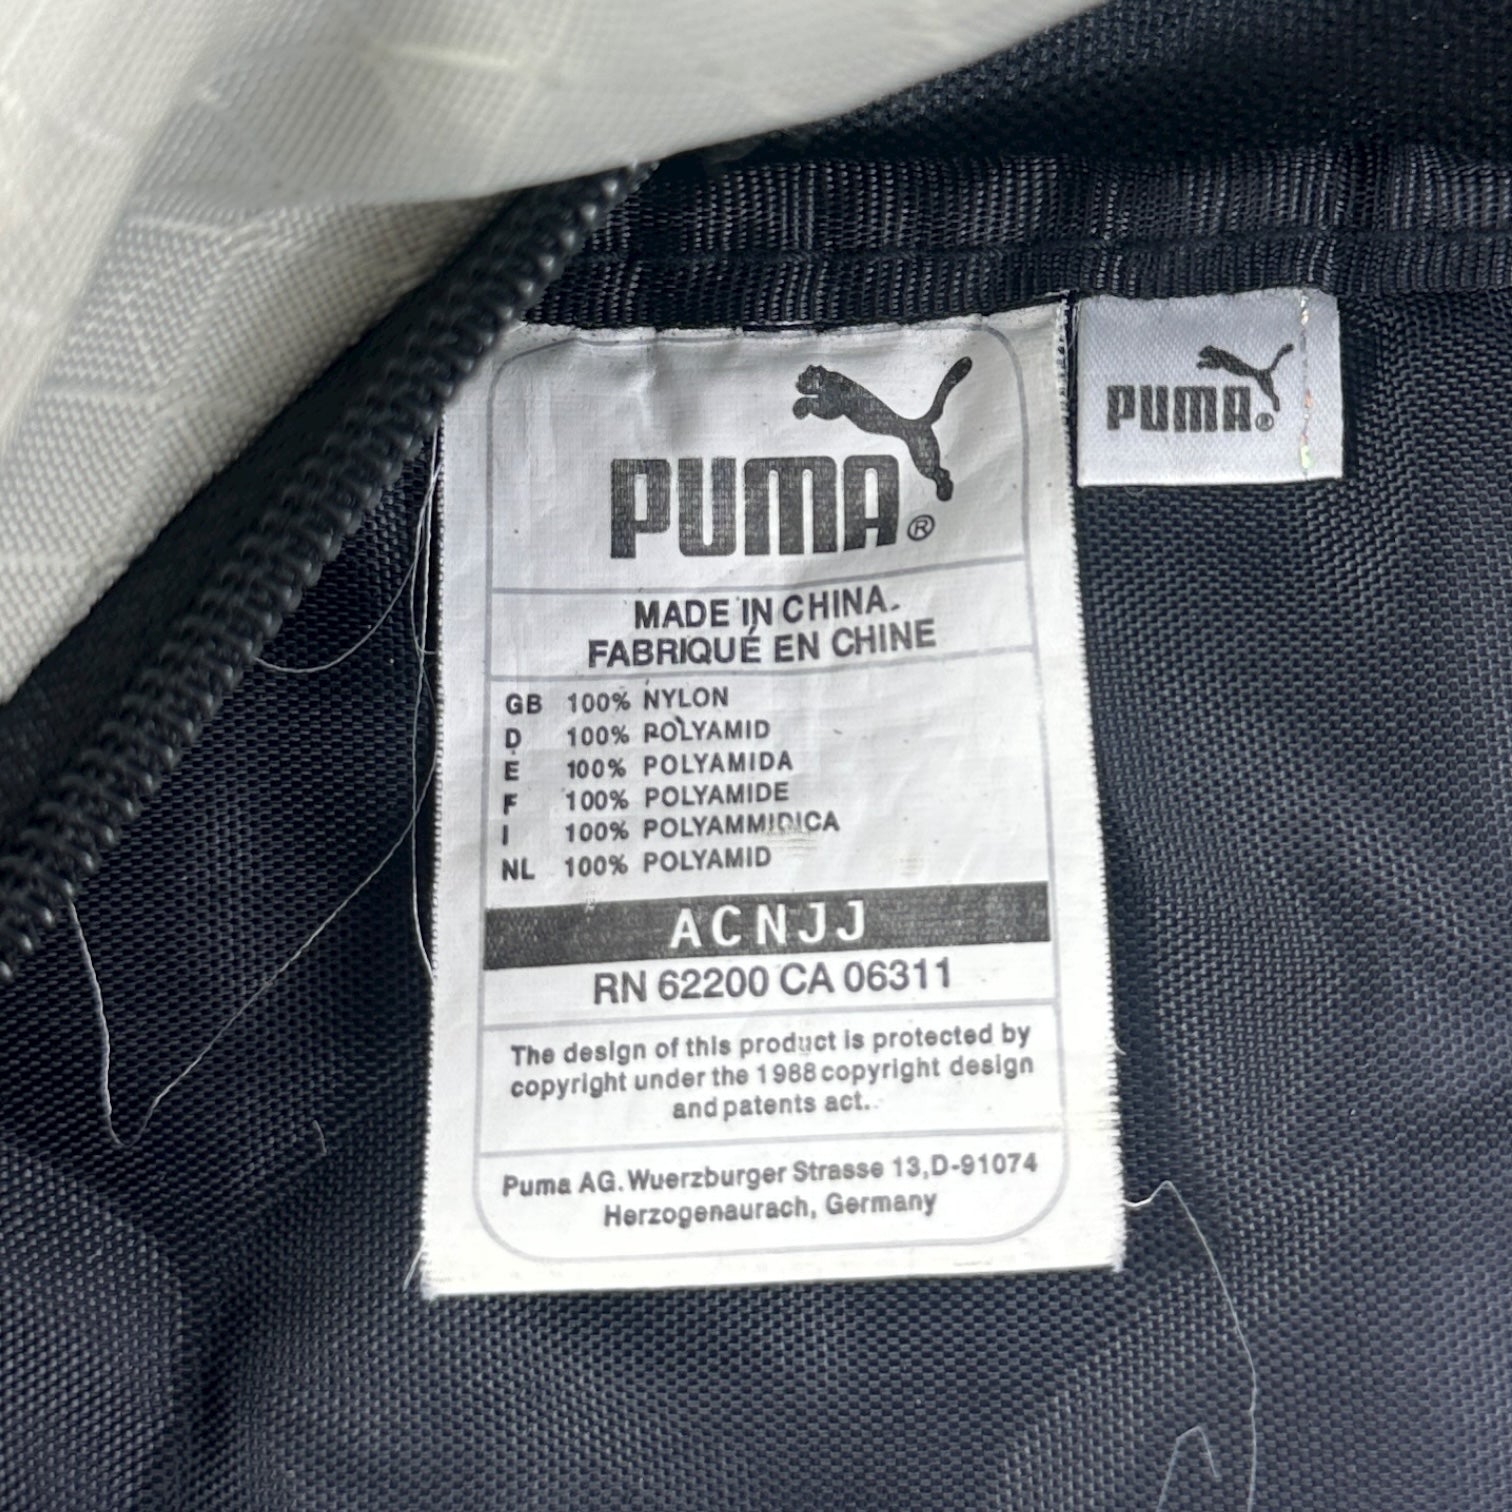 PUMA®
PUMA®
MADE IN CHINA.
FABRIQUÉ EN CHINE
GB 100% NYLON
D 100% POLYAMID
E 100% POLYAMIDA
F 100% POLYAMIDE
I 100% POLYAMMIDICA
NL 100% POLYAMID
ACNJJ
RN 62200 CA 06311
The design of this product is protected by
copyright under the 1988 copyright design
and patents act..
Puma AG. Wuerzburger Strasse 13,D-91074
Herzogenaurach, Germany